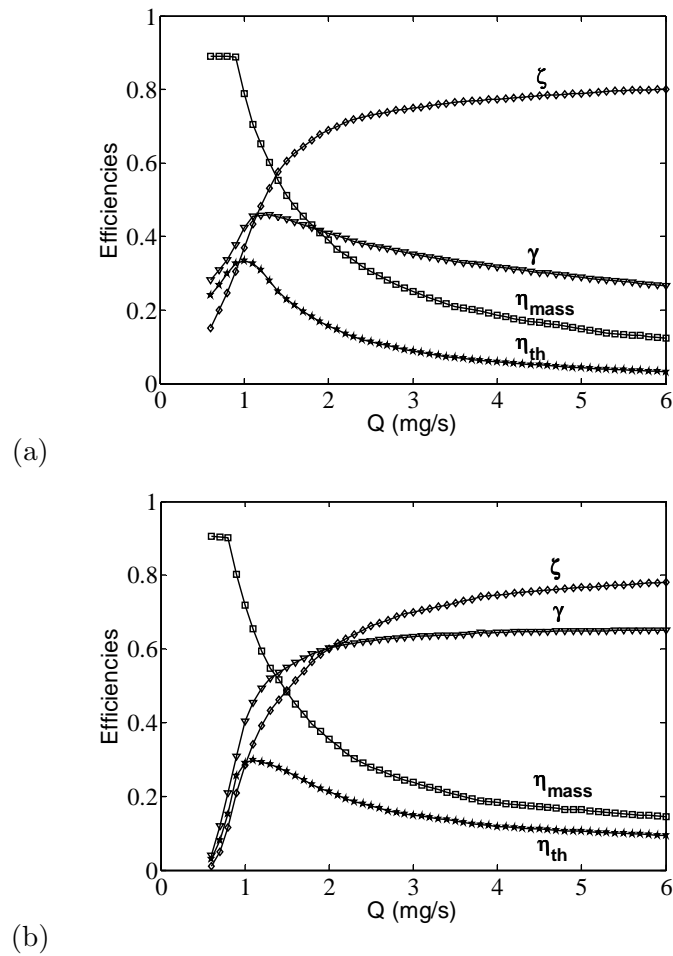 1
0.8
0.6
0.4
0.2
0
Efficiencies
ζ
γ
η_mass
η_th
0 1 2 3 4 5 6
Q (mg/s)
(a)
1
0.8
0.6
0.4
0.2
0
Efficiencies
ζ
γ
η_mass
η_th
0 1 2 3 4 5 6
Q (mg/s)
(b)